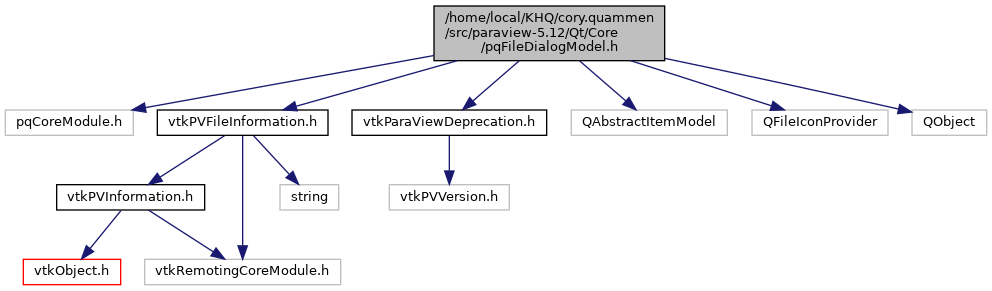 /home/local/KHQ/cory.quammen
/src/paraview-5.12/Qt/Core
/pqFileDialogModel.h
pqCoreModule.h
vtkPVFileInformation.h
vtkParaViewDeprecation.h
QAbstractItemModel
QFileIconProvider
QObject
vtkPVInformation.h
string
vtkPVVersion.h
vtkObject.h
vtkRemotingCoreModule.h